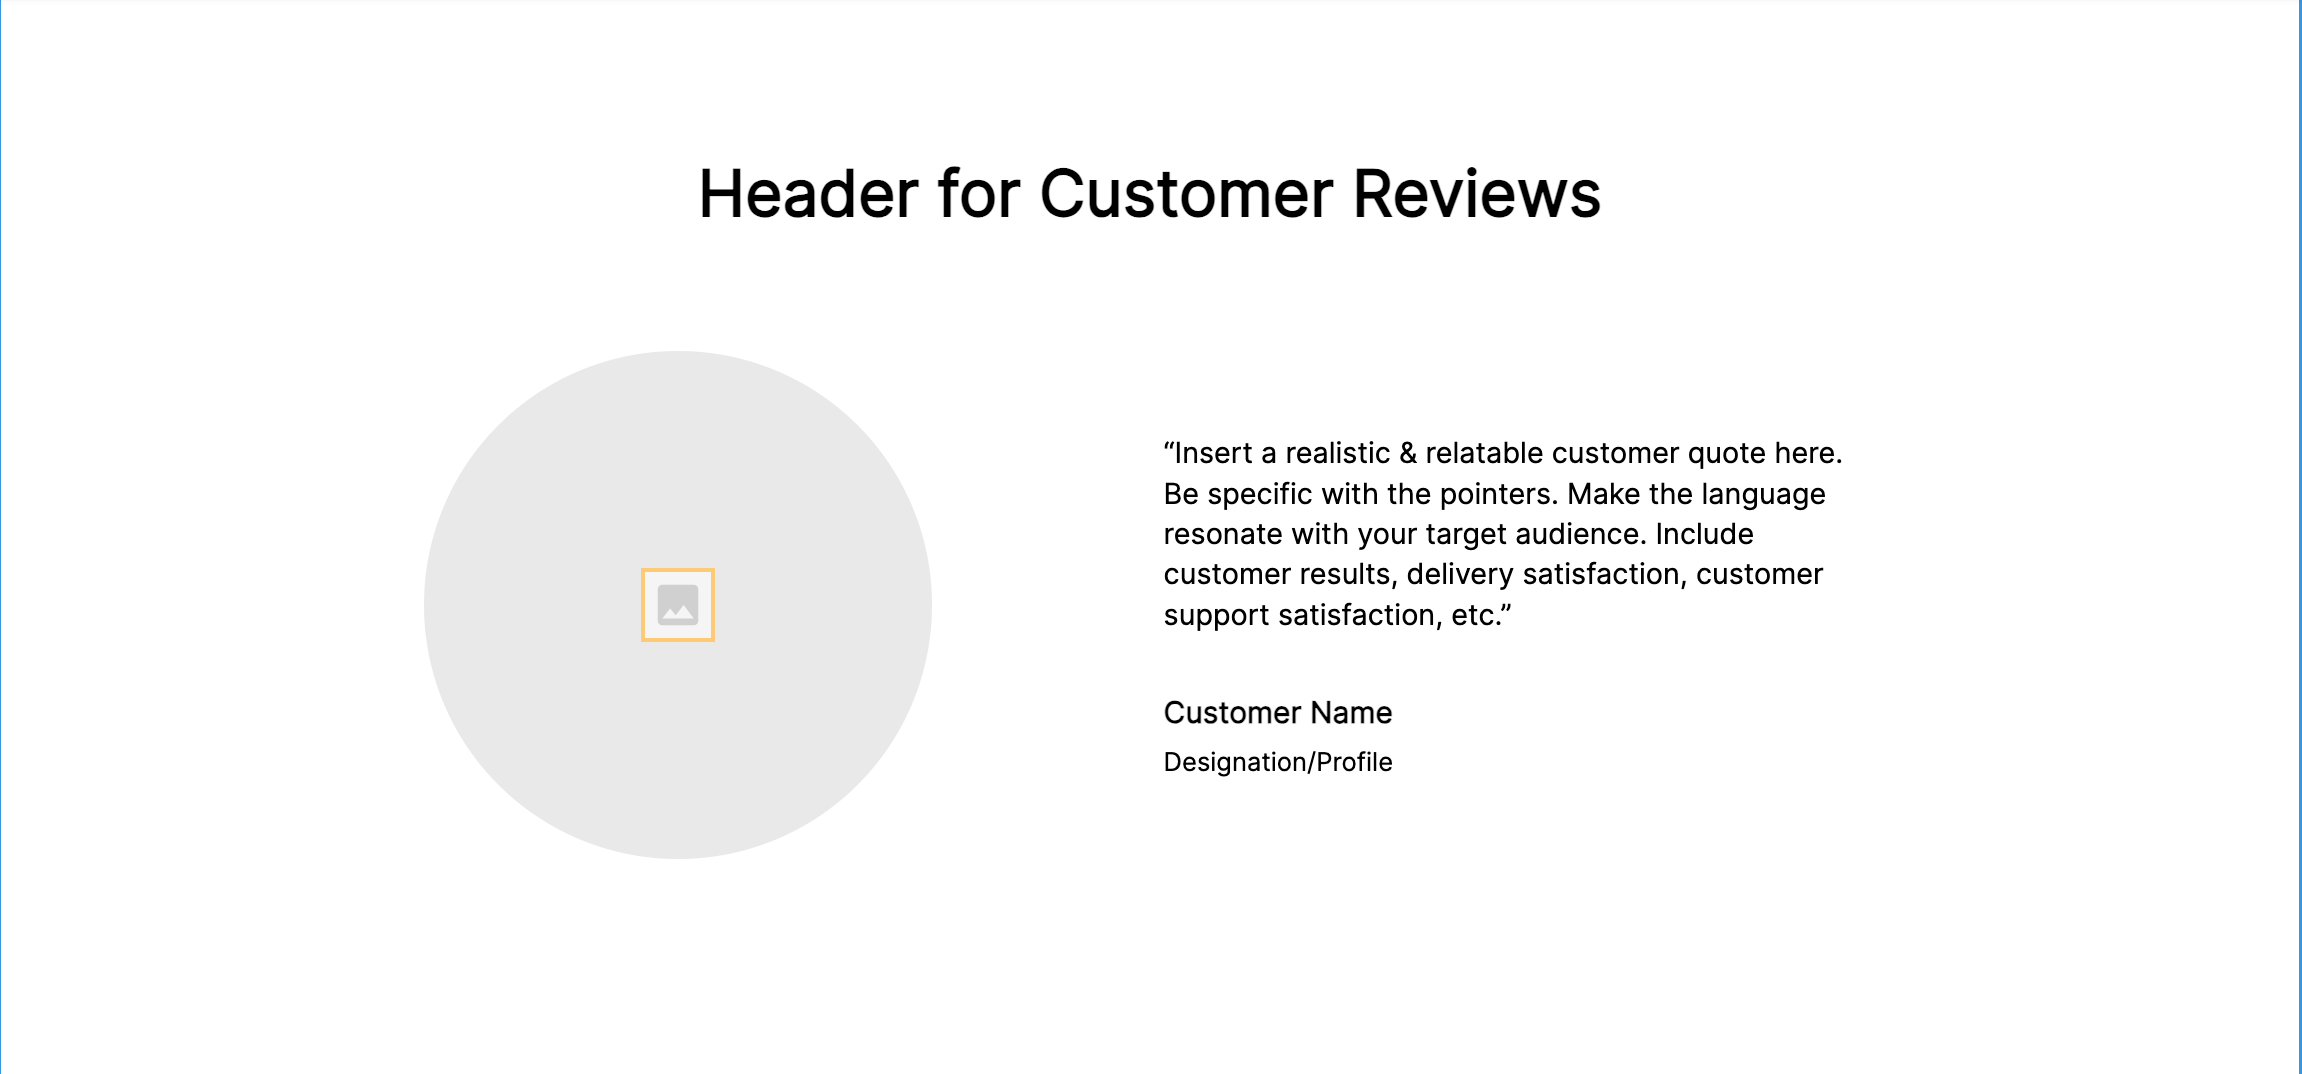 Header for Customer Reviews
“Insert a realistic & relatable customer quote here.
Be specific with the pointers. Make the language
resonate with your target audience. Include
customer results, delivery satisfaction, customer
support satisfaction, etc.”
Customer Name
Designation/Profile